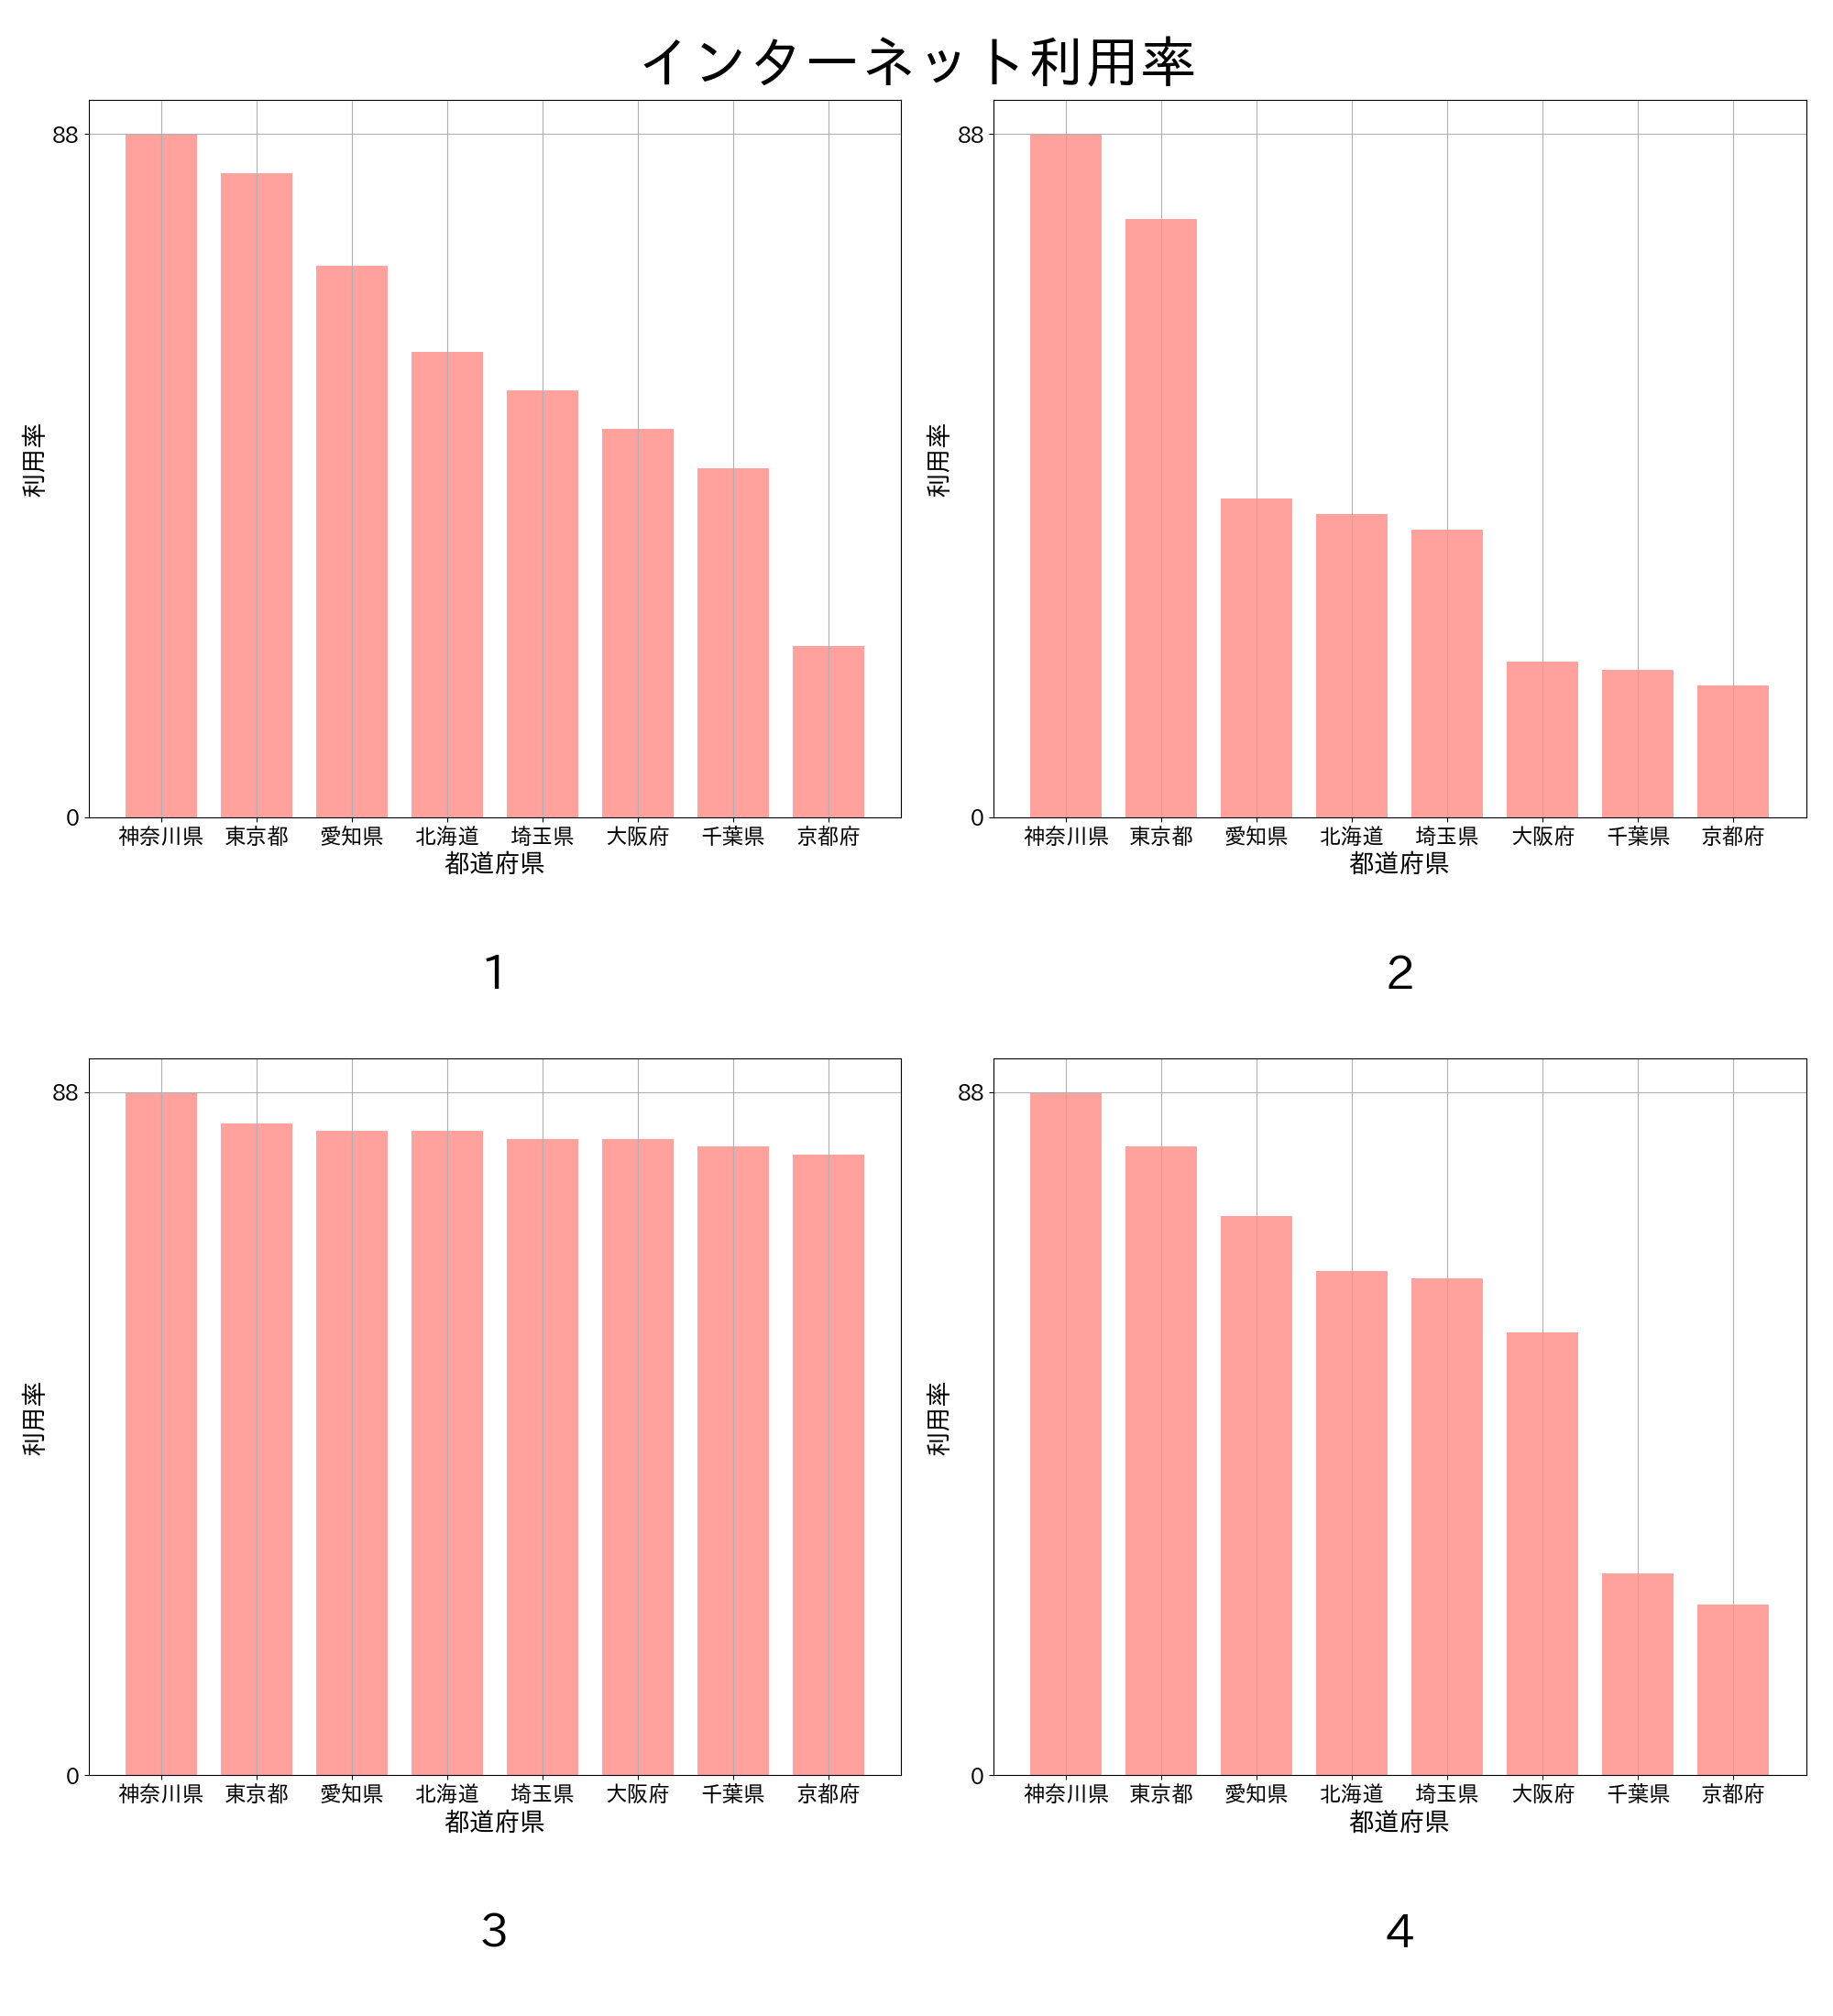 インターネット利用率
88
0
利用率
神奈川県 東京都 愛知県 北海道 埼玉県 大阪府 千葉県 京都府
都道府県
1
88
0
利用率
神奈川県 東京都 愛知県 北海道 埼玉県 大阪府 千葉県 京都府
都道府県
2
88
0
利用率
神奈川県 東京都 愛知県 北海道 埼玉県 大阪府 千葉県 京都府
都道府県
3
88
0
利用率
神奈川県 東京都 愛知県 北海道 埼玉県 大阪府 千葉県 京都府
都道府県
4